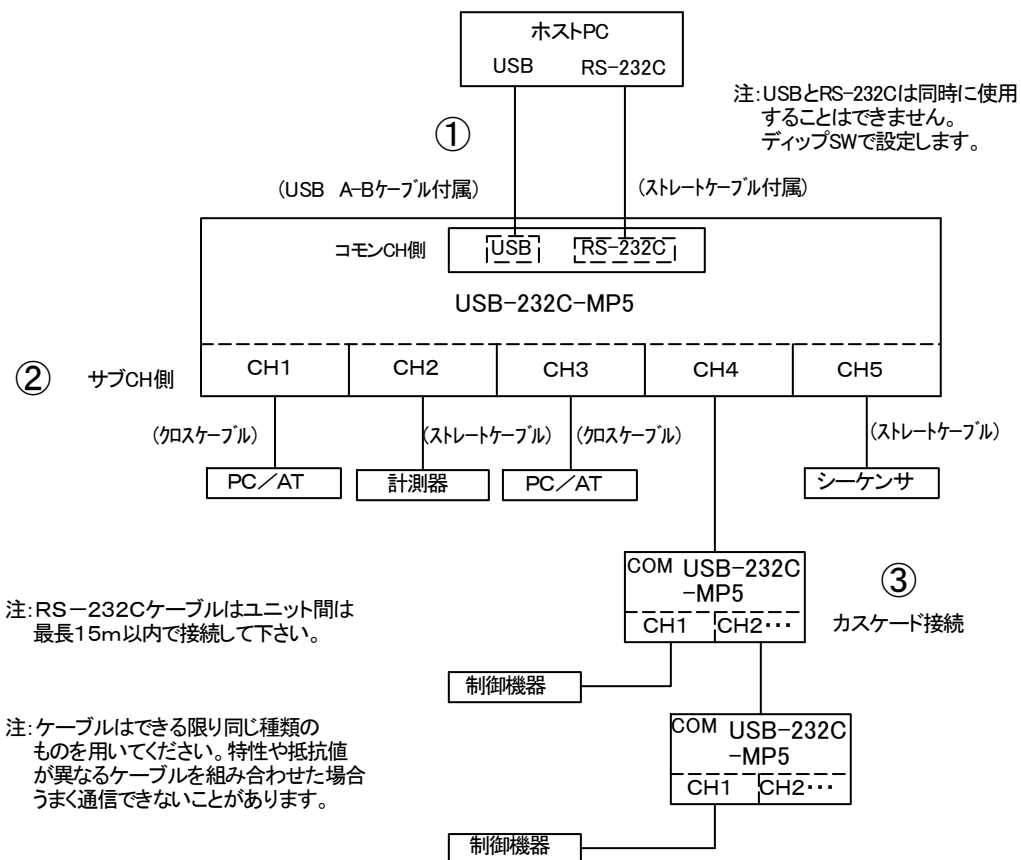 ホストPC
USB RS-232C
注:USBとRS-232Cは同時に使用
することはできません。
ディップSWで設定します。
①
(USB A-Bケーブル付属)
(ストレートケーブル付属)
コモンCH側
USB
RS-232C
USB-232C-MP5
②
サブCH側
CH1
CH2
CH3
CH4
CH5
(クロスケーブル)
(ストレートケーブル)
(クロスケーブル)
(ストレートケーブル)
PC/AT
計測器
PC/AT
シーケンサ
COM USB-232C
-MP5
CH1 CH2・・・
③
カスケード接続
注:RS-232Cケーブルはユニット間は
最長15m以内で接続して下さい。
制御機器
注:ケーブルはできる限り同じ種類の
ものを用いてください。特性や抵抗値
が異なるケーブルを組み合わせた場合
うまく通信できないことがあります。
COM USB-232C
-MP5
CH1 CH2・・・
制御機器